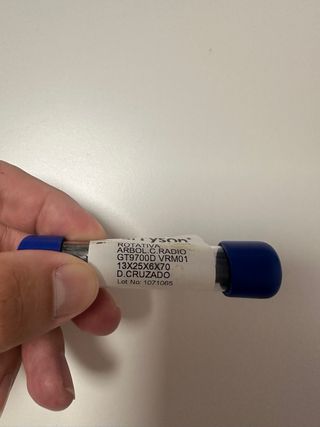 ROTATIVA
ARBOL.C.RADIO
GT9700D VRM01
13X25X6X70
D.CRUZADO
Lot No: 1071065